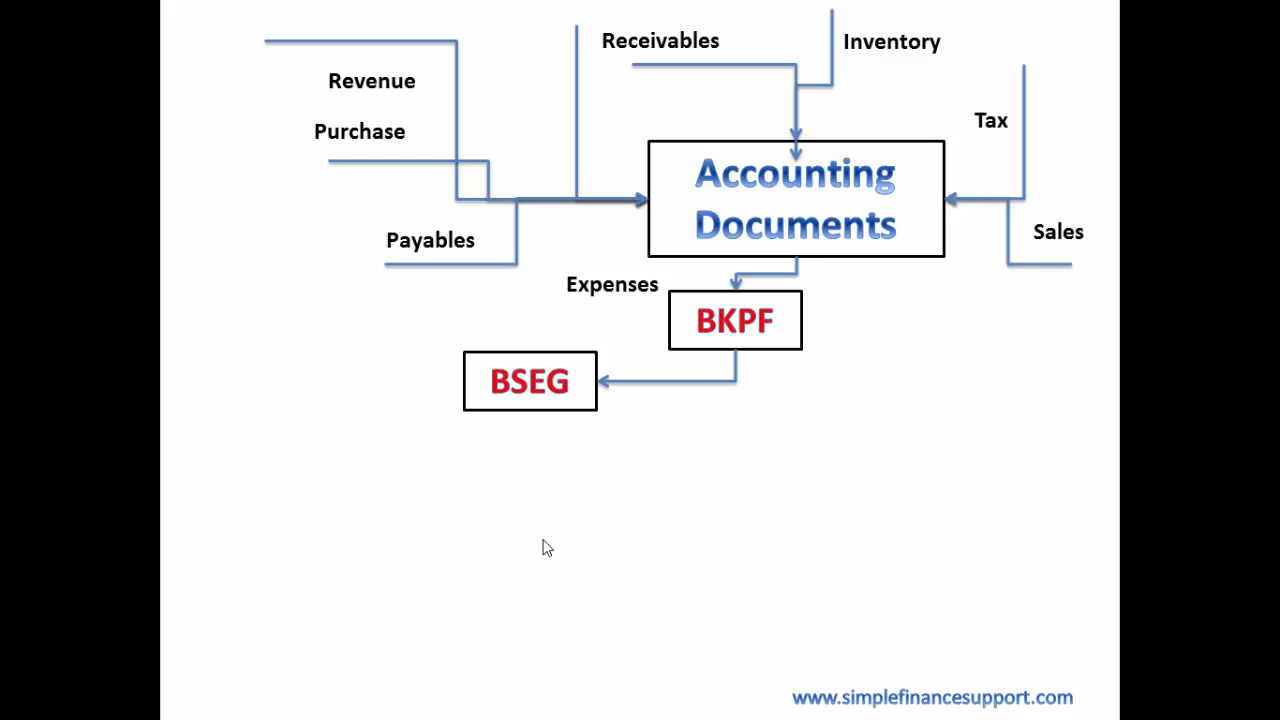 Receivables
Inventory
Revenue
Tax
Purchase
Accounting
Documents
Payables
Sales
Expenses
BKPF
BSEG
www.simplefinancesupport.com